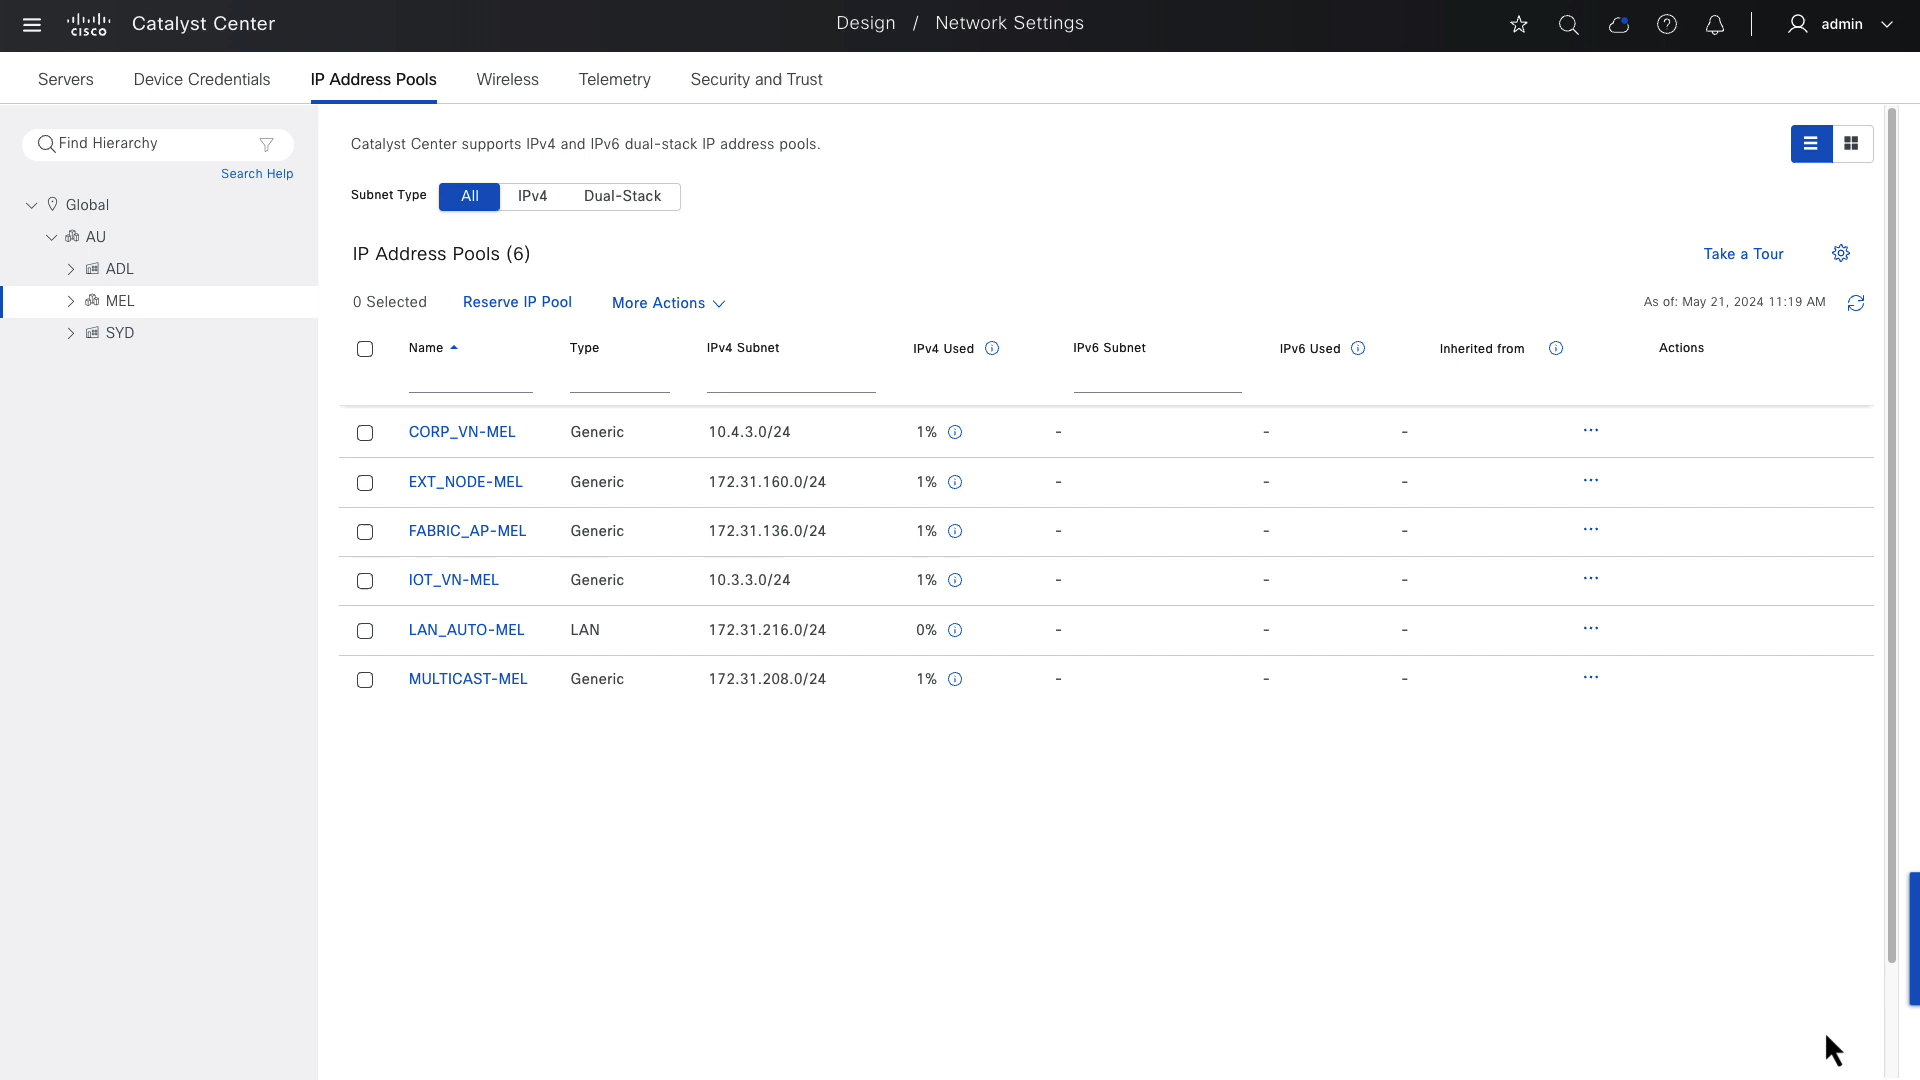 cisco Catalyst Center
Design / Network Settings
admin
Servers Device Credentials IP Address Pools Wireless Telemetry Security and Trust
Find Hierarchy
Search Help
Global
AU
ADL
MEL
SYD
Catalyst Center supports IPv4 and IPv6 dual-stack IP address pools.
Subnet Type All IPv4 Dual-Stack
IP Address Pools (6)
Take a Tour
0 Selected Reserve IP Pool More Actions
As of: May 21, 2024 11:19 AM
Name Type IPv4 Subnet IPv4 Used IPv6 Subnet IPv6 Used Inherited from Actions
CORP_VN-MEL Generic 10.4.3.0/24 1% - - - ...
EXT_NODE-MEL Generic 172.31.160.0/24 1% - - - ...
FABRIC_AP-MEL Generic 172.31.136.0/24 1% - - - ...
IOT_VN-MEL Generic 10.3.3.0/24 1% - - - ...
LAN_AUTO-MEL LAN 172.31.216.0/24 0% - - - ...
MULTICAST-MEL Generic 172.31.208.0/24 1% - - - ...